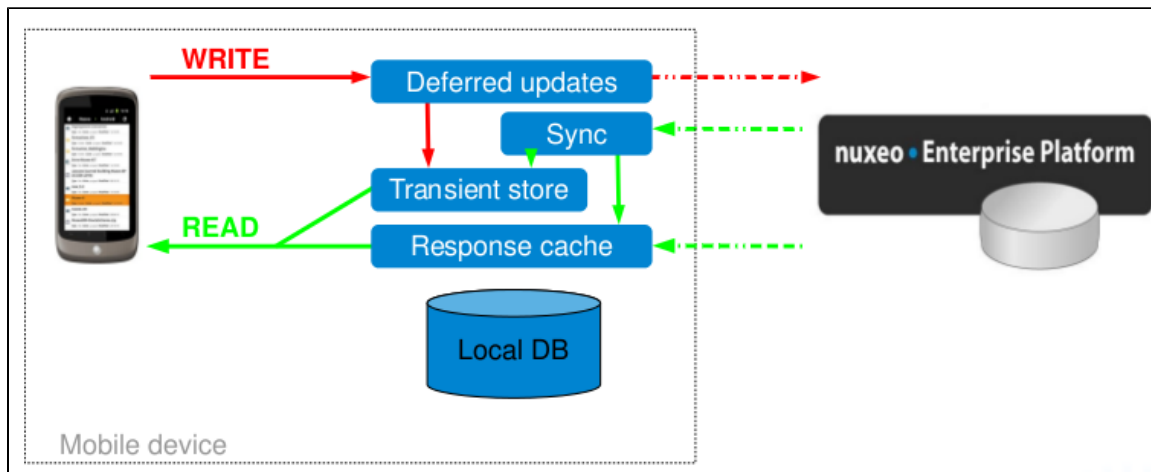 WRITE
Deferred updates
Sync
nuxeo • Enterprise Platform
Transient store
READ
Response cache
Local DB
Mobile device